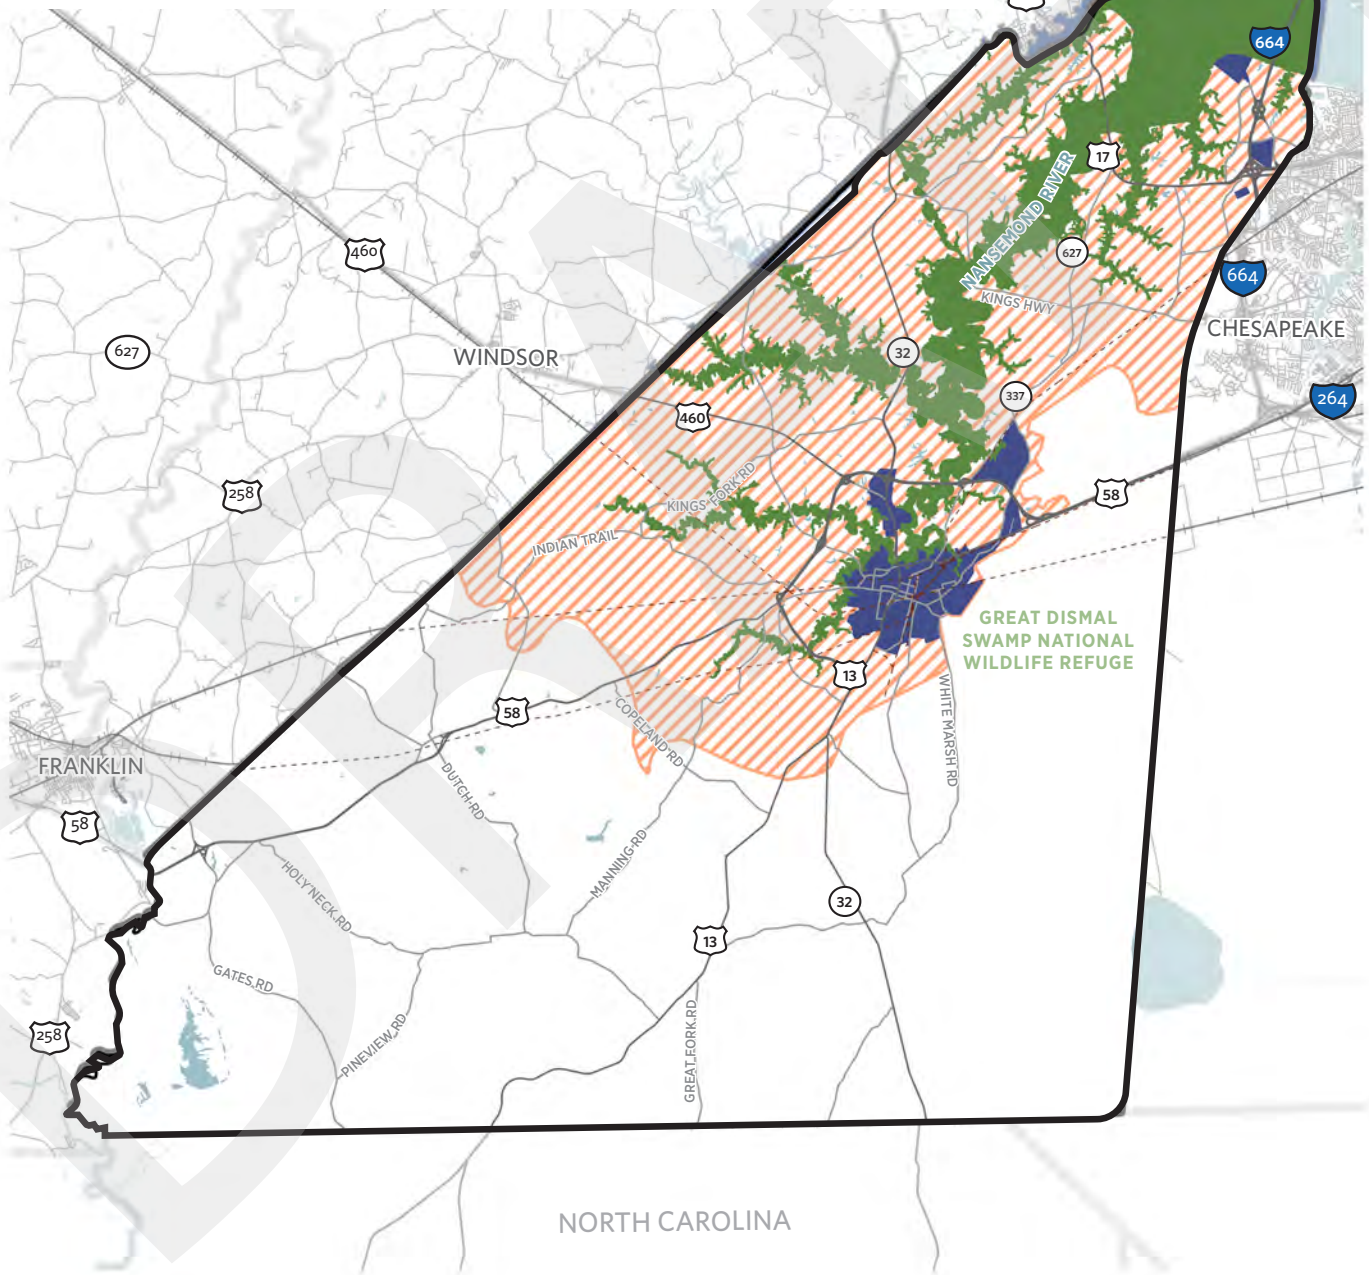 664
17
NANSEMOND RIVER
460
627
664
KINGS HWY
CHESAPEAKE
627
WINDSOR
32
337
264
460
258
KINGS FORK RD
58
INDIAN TRAIL
GREAT DISMAL
SWAMP NATIONAL
WILDLIFE REFUGE
13
58
COPELAND RD
WHITE MARSH RD
FRANKLIN
DUTCH RD
58
MANNING RD
HOLY NECK RD
32
13
GATES RD
258
PINEVIEW RD
GREAT FORK RD
NORTH CAROLINA
DRAFT